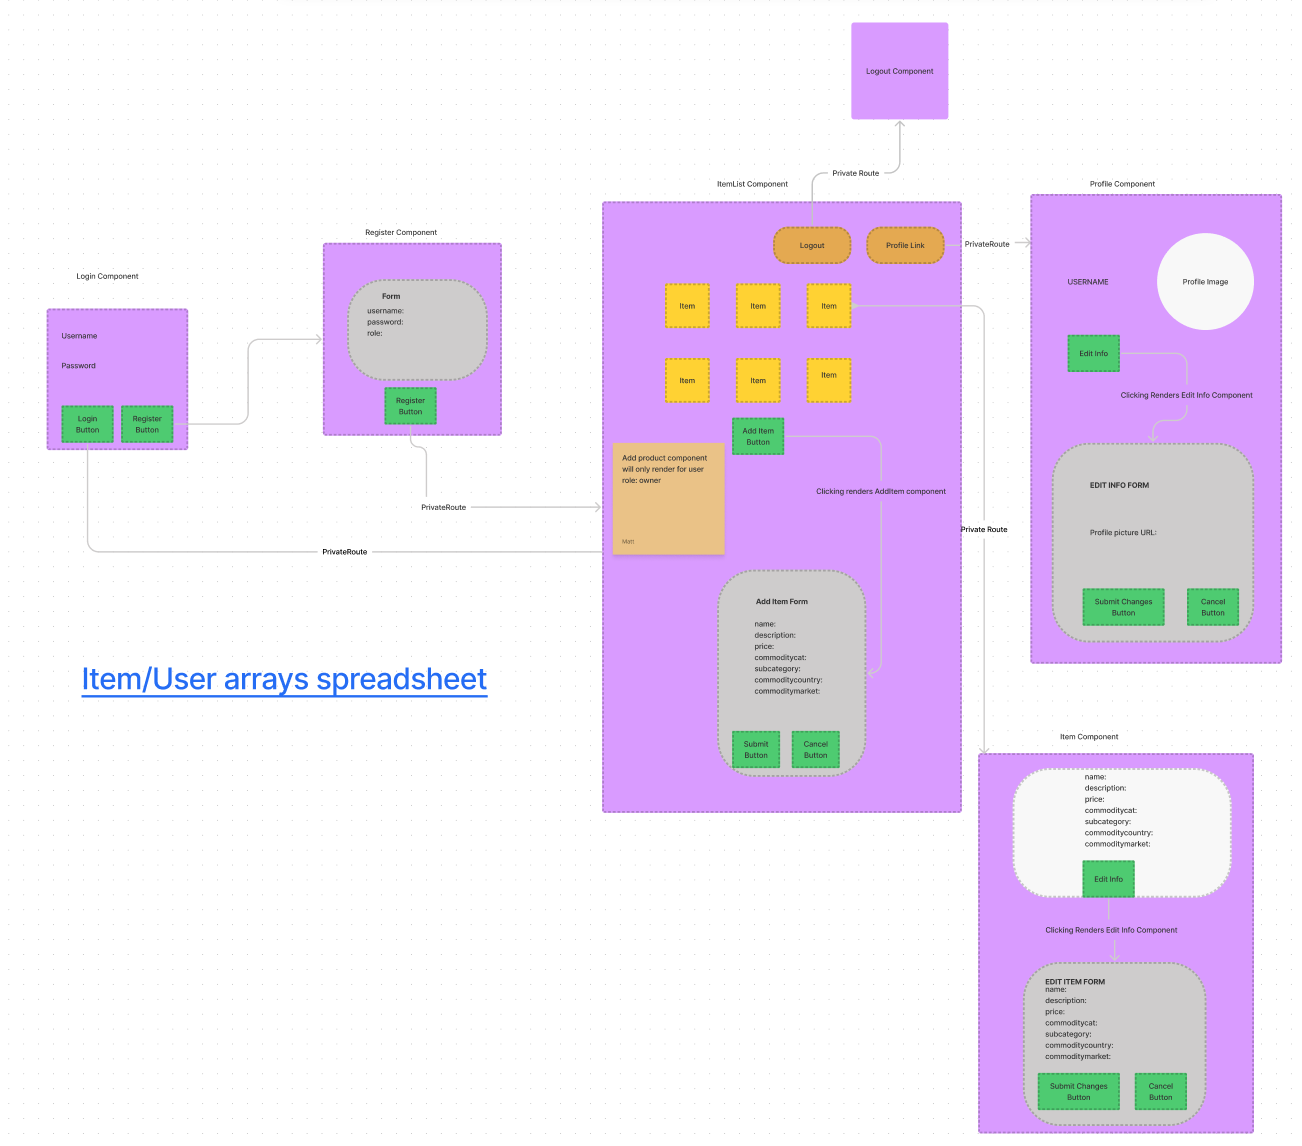 Logout Component
Private Route
ItemList Component
Profile Component
Logout
Profile Link
PrivateRoute
Register Component
Form
username:
password:
role:
Register
Button
Login Component
Username
Password
Login
Button
Register
Button
PrivateRoute
PrivateRoute
Item
Item
Item
Item
Item
Item
Add Item
Button
Add product component
will only render for user
role: owner
Matt
Clicking renders AddItem component
Private Route
Add Item Form
name:
description:
price:
commoditycat:
subcategory:
commoditycountry:
commoditymarket:
Submit
Button
Cancel
Button
USERNAME
Profile Image
Edit Info
Clicking Renders Edit Info Component
EDIT INFO FORM
Profile picture URL:
Submit Changes
Button
Cancel
Button
Item/User arrays spreadsheet
Item Component
name:
description:
price:
commoditycat:
subcategory:
commoditycountry:
commoditymarket:
Edit Info
Clicking Renders Edit Info Component
EDIT ITEM FORM
name:
description:
price:
commoditycat:
subcategory:
commoditycountry:
commoditymarket:
Submit Changes
Button
Cancel
Button